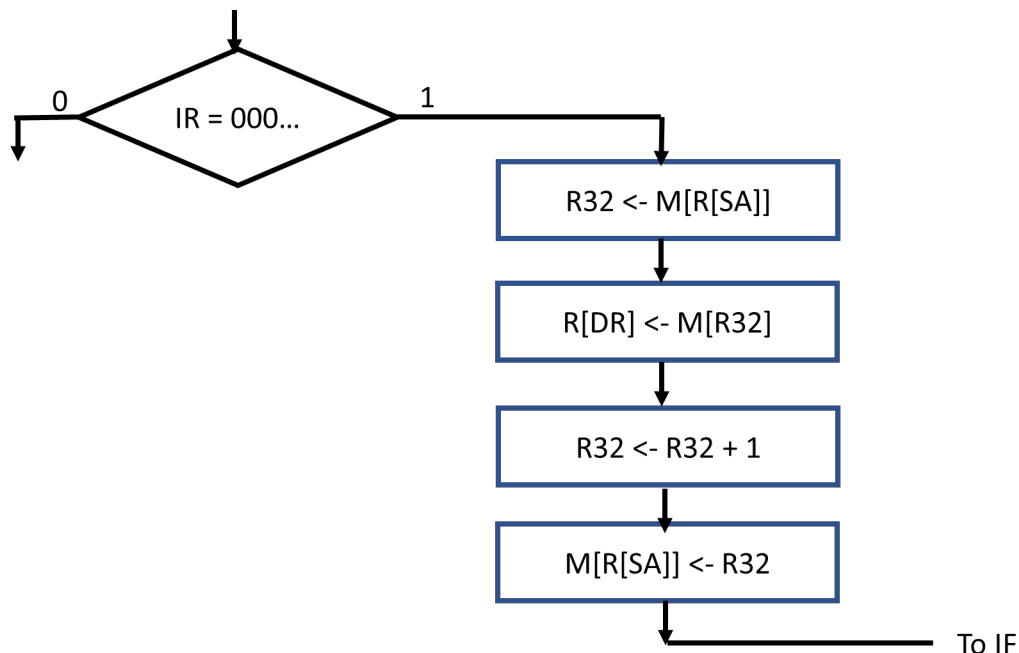 0
1
IR = 000...
R32 <- M[R[SA]]
R[DR] <- M[R32]
R32 <- R32 + 1
M[R[SA]] <- R32
To IF